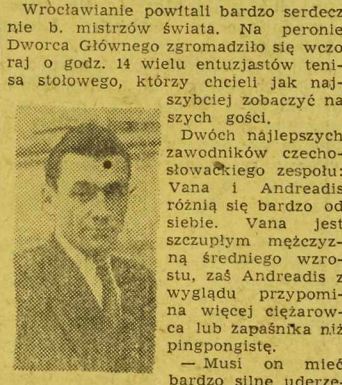 Wrocławianie powitali bardzo serdecz
nie b. mistrzów świata. Na peronie
Dworca Głównego zgromadziło się wczo
raj o godz. 14 wielu entuzjastów teni-
sa stołowego, którzy chcieli jak naj-
szybciej zobaczyć na
szych gości.
Dwóch najlepszych
zawodników czecho-
słowackiego zespołu:
Vana i Andreadis
różnią się bardzo od
siebie. Vana jest
szczupłym mężczyz-
ną średniego wzro-
stu, zaś Andreadis z
wyglądu przypomi-
na więcej ciężarow-
ca lub zapaśnika niż
pingpongistę.
— Musi on mieć
bardzo silne uderze-